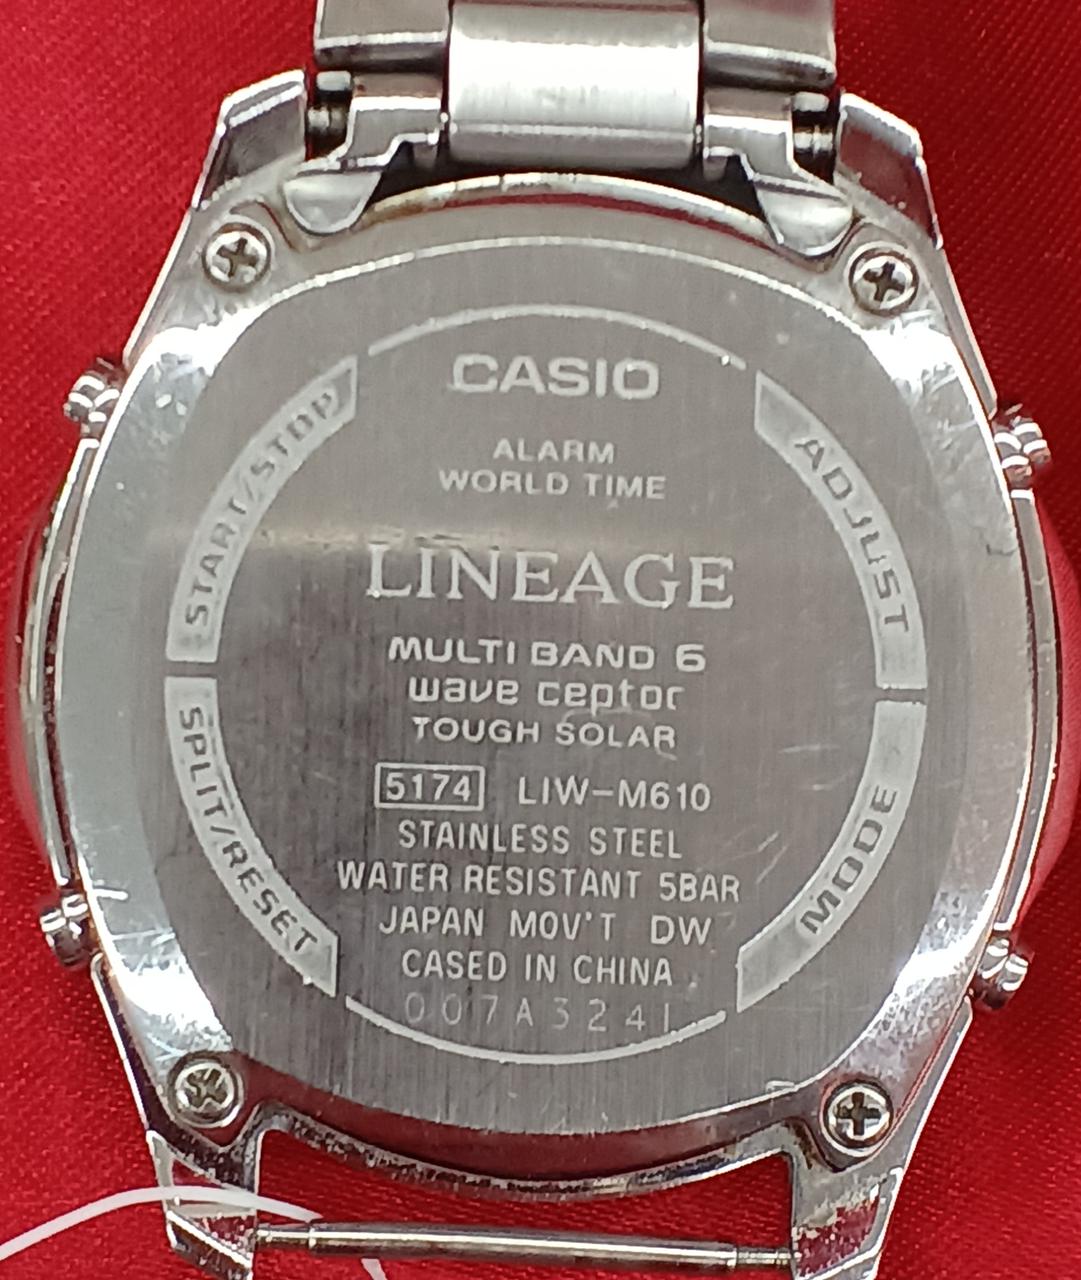 CASIO
ALARM
WORLD TIME
LINEAGE
MULTI BAND 6
wave ceptor
TOUGH SOLAR
5174 LIW-M610
STAINLESS STEEL
WATER RESISTANT 5BAR
JAPAN MOV'T DW
CASED IN CHINA
007A324I
START/STOP
ADJUST
SPLIT/RESET
MODE